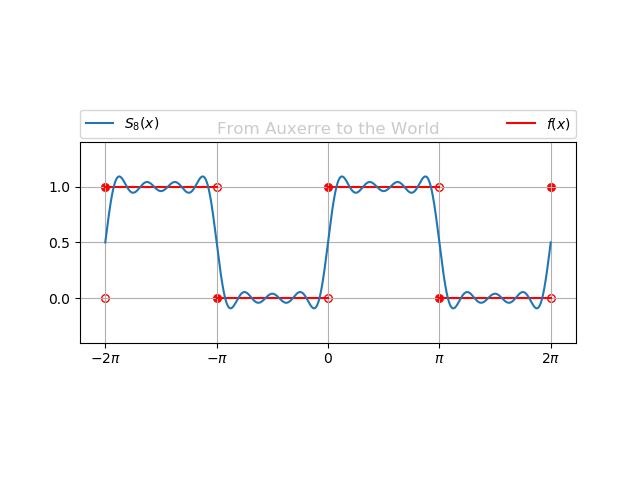 S₈(x) f(x)
From Auxerre to the World
1.0
0.5
0.0
−2π −π 0 π 2π